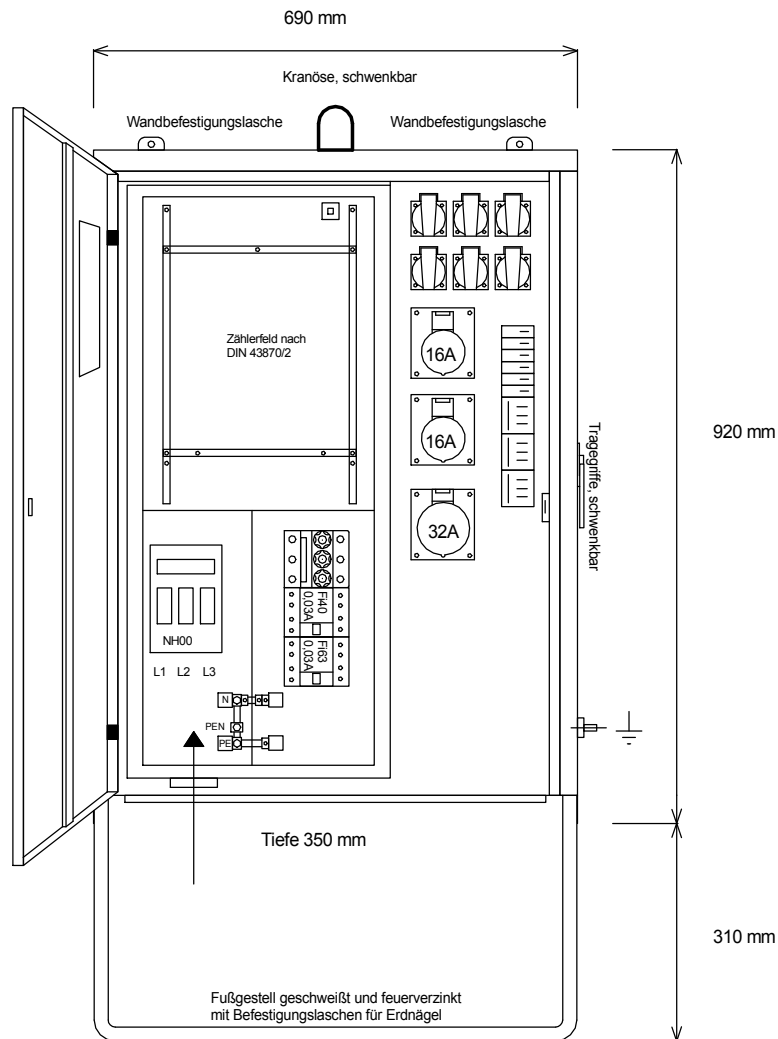 690 mm
Kranöse, schwenkbar
Wandbefestigungslasche
Wandbefestigungslasche
Zählerfeld nach
DIN 43870/2
16A
16A
32A
920 mm
Tragegriffe, schwenkbar
Fi40
0,03A
Fi63
0,03A
NH00
L1 L2 L3
N
PEN
PE
Tiefe 350 mm
310 mm
Fußgestell geschweißt und feuerverzinkt
mit Befestigungslaschen für Erdnägel